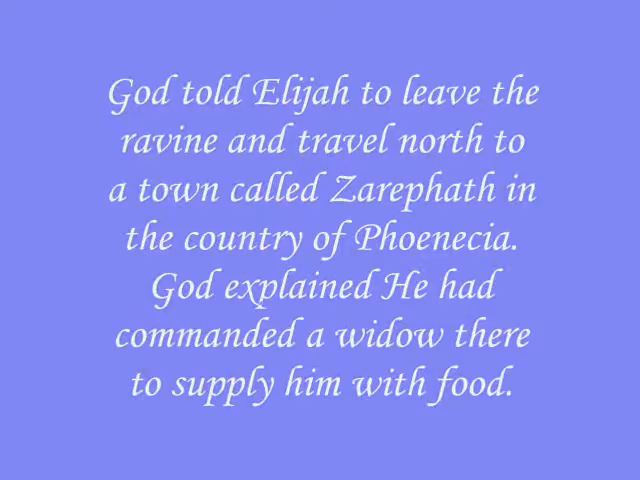 God told Elijah to leave the
ravine and travel north to
a town called Zarephath in
the country of Phoenecia.
God explained He had
commanded a widow there
to supply him with food.